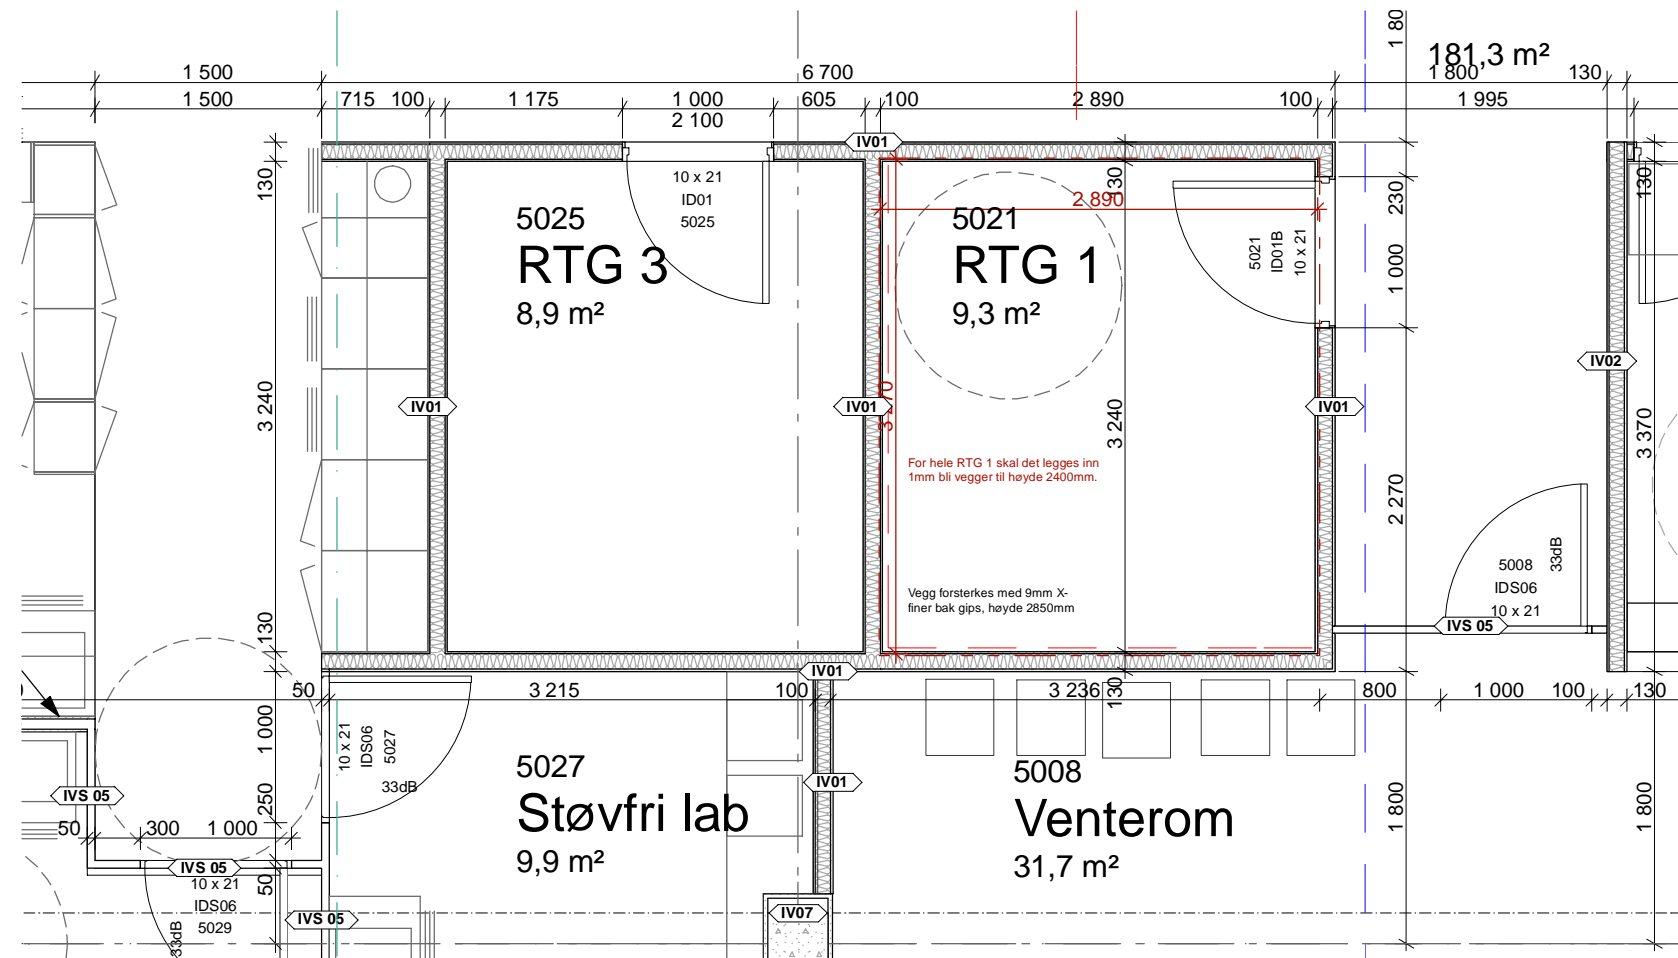 1 80
181,3 m²
1 500
6 700
1 800
130
1 500
715
100
1 175
1 000
2 100
605
100
2 890
100
1 995
IV01
130
10 x 21
ID01
5025
130
2 890
230
130
5025
RTG 3
8,9 m²
5021
RTG 1
9,3 m²
5021
ID01B
10 x 21
1 000
IV02
3 240
IV01
IV01
3 240
IV01
3 370
For hele RTG 1 skal det legges inn
1mm bli vegger til høyde 2400mm.
2 270
Vegg forsterkes med 9mm X-
finer bak gips, høyde 2850mm
5008
IDS06
10 x 21
33dB
IVS 05
130
IV01
50
3 215
100
3 236
130
800
1 000
100
130
1 000
10 x 21
IDS06
5027
33dB
5027
Støvfri lab
9,9 m²
IV01
5008
Venterom
31,7 m²
1 800
1 800
IVS 05
250
50
300
1 000
IVS 05
10 x 21
IDS06
5029
33dB
50
IVS 05
IV07